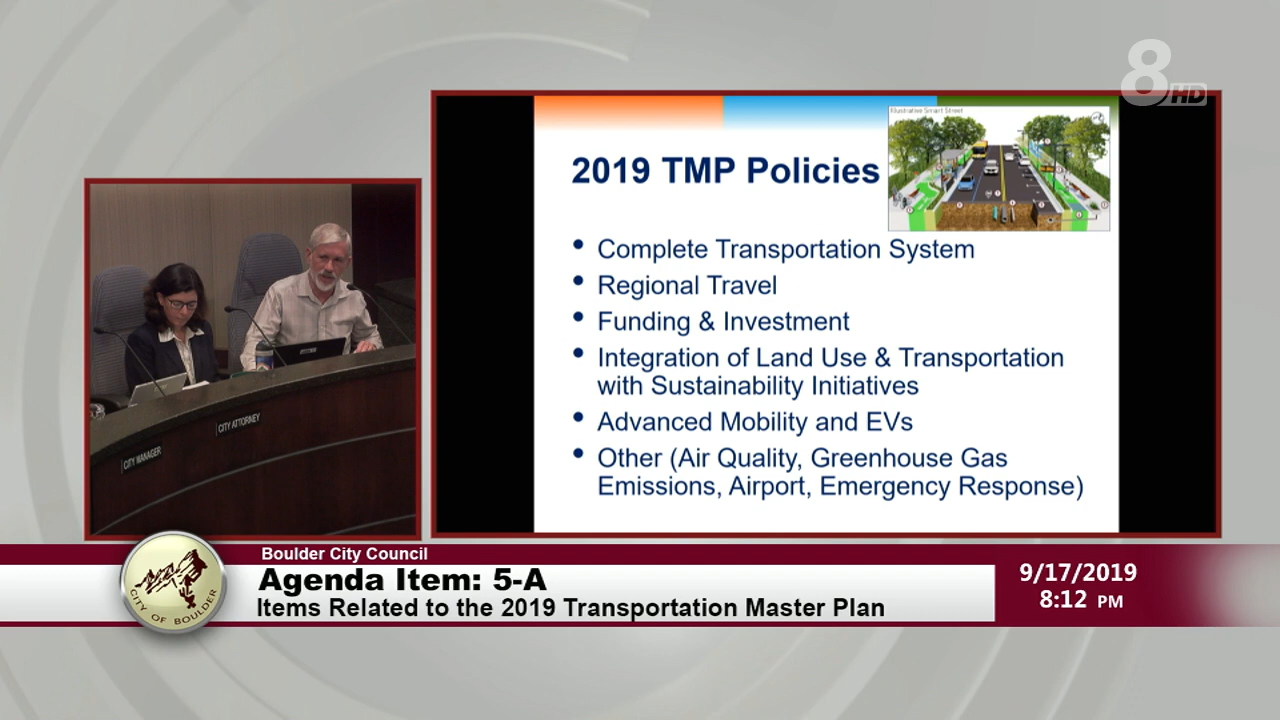 8
HD
Illustrative Smart Street
2019 TMP Policies
• Complete Transportation System
• Regional Travel
• Funding & Investment
• Integration of Land Use & Transportation
with Sustainability Initiatives
• Advanced Mobility and EVs
• Other (Air Quality, Greenhouse Gas
Emissions, Airport, Emergency Response)
CITY MANAGER
CITY ATTORNEY
Boulder City Council
Agenda Item: 5-A
Items Related to the 2019 Transportation Master Plan
CITY OF BOULDER
9/17/2019
8:12 PM